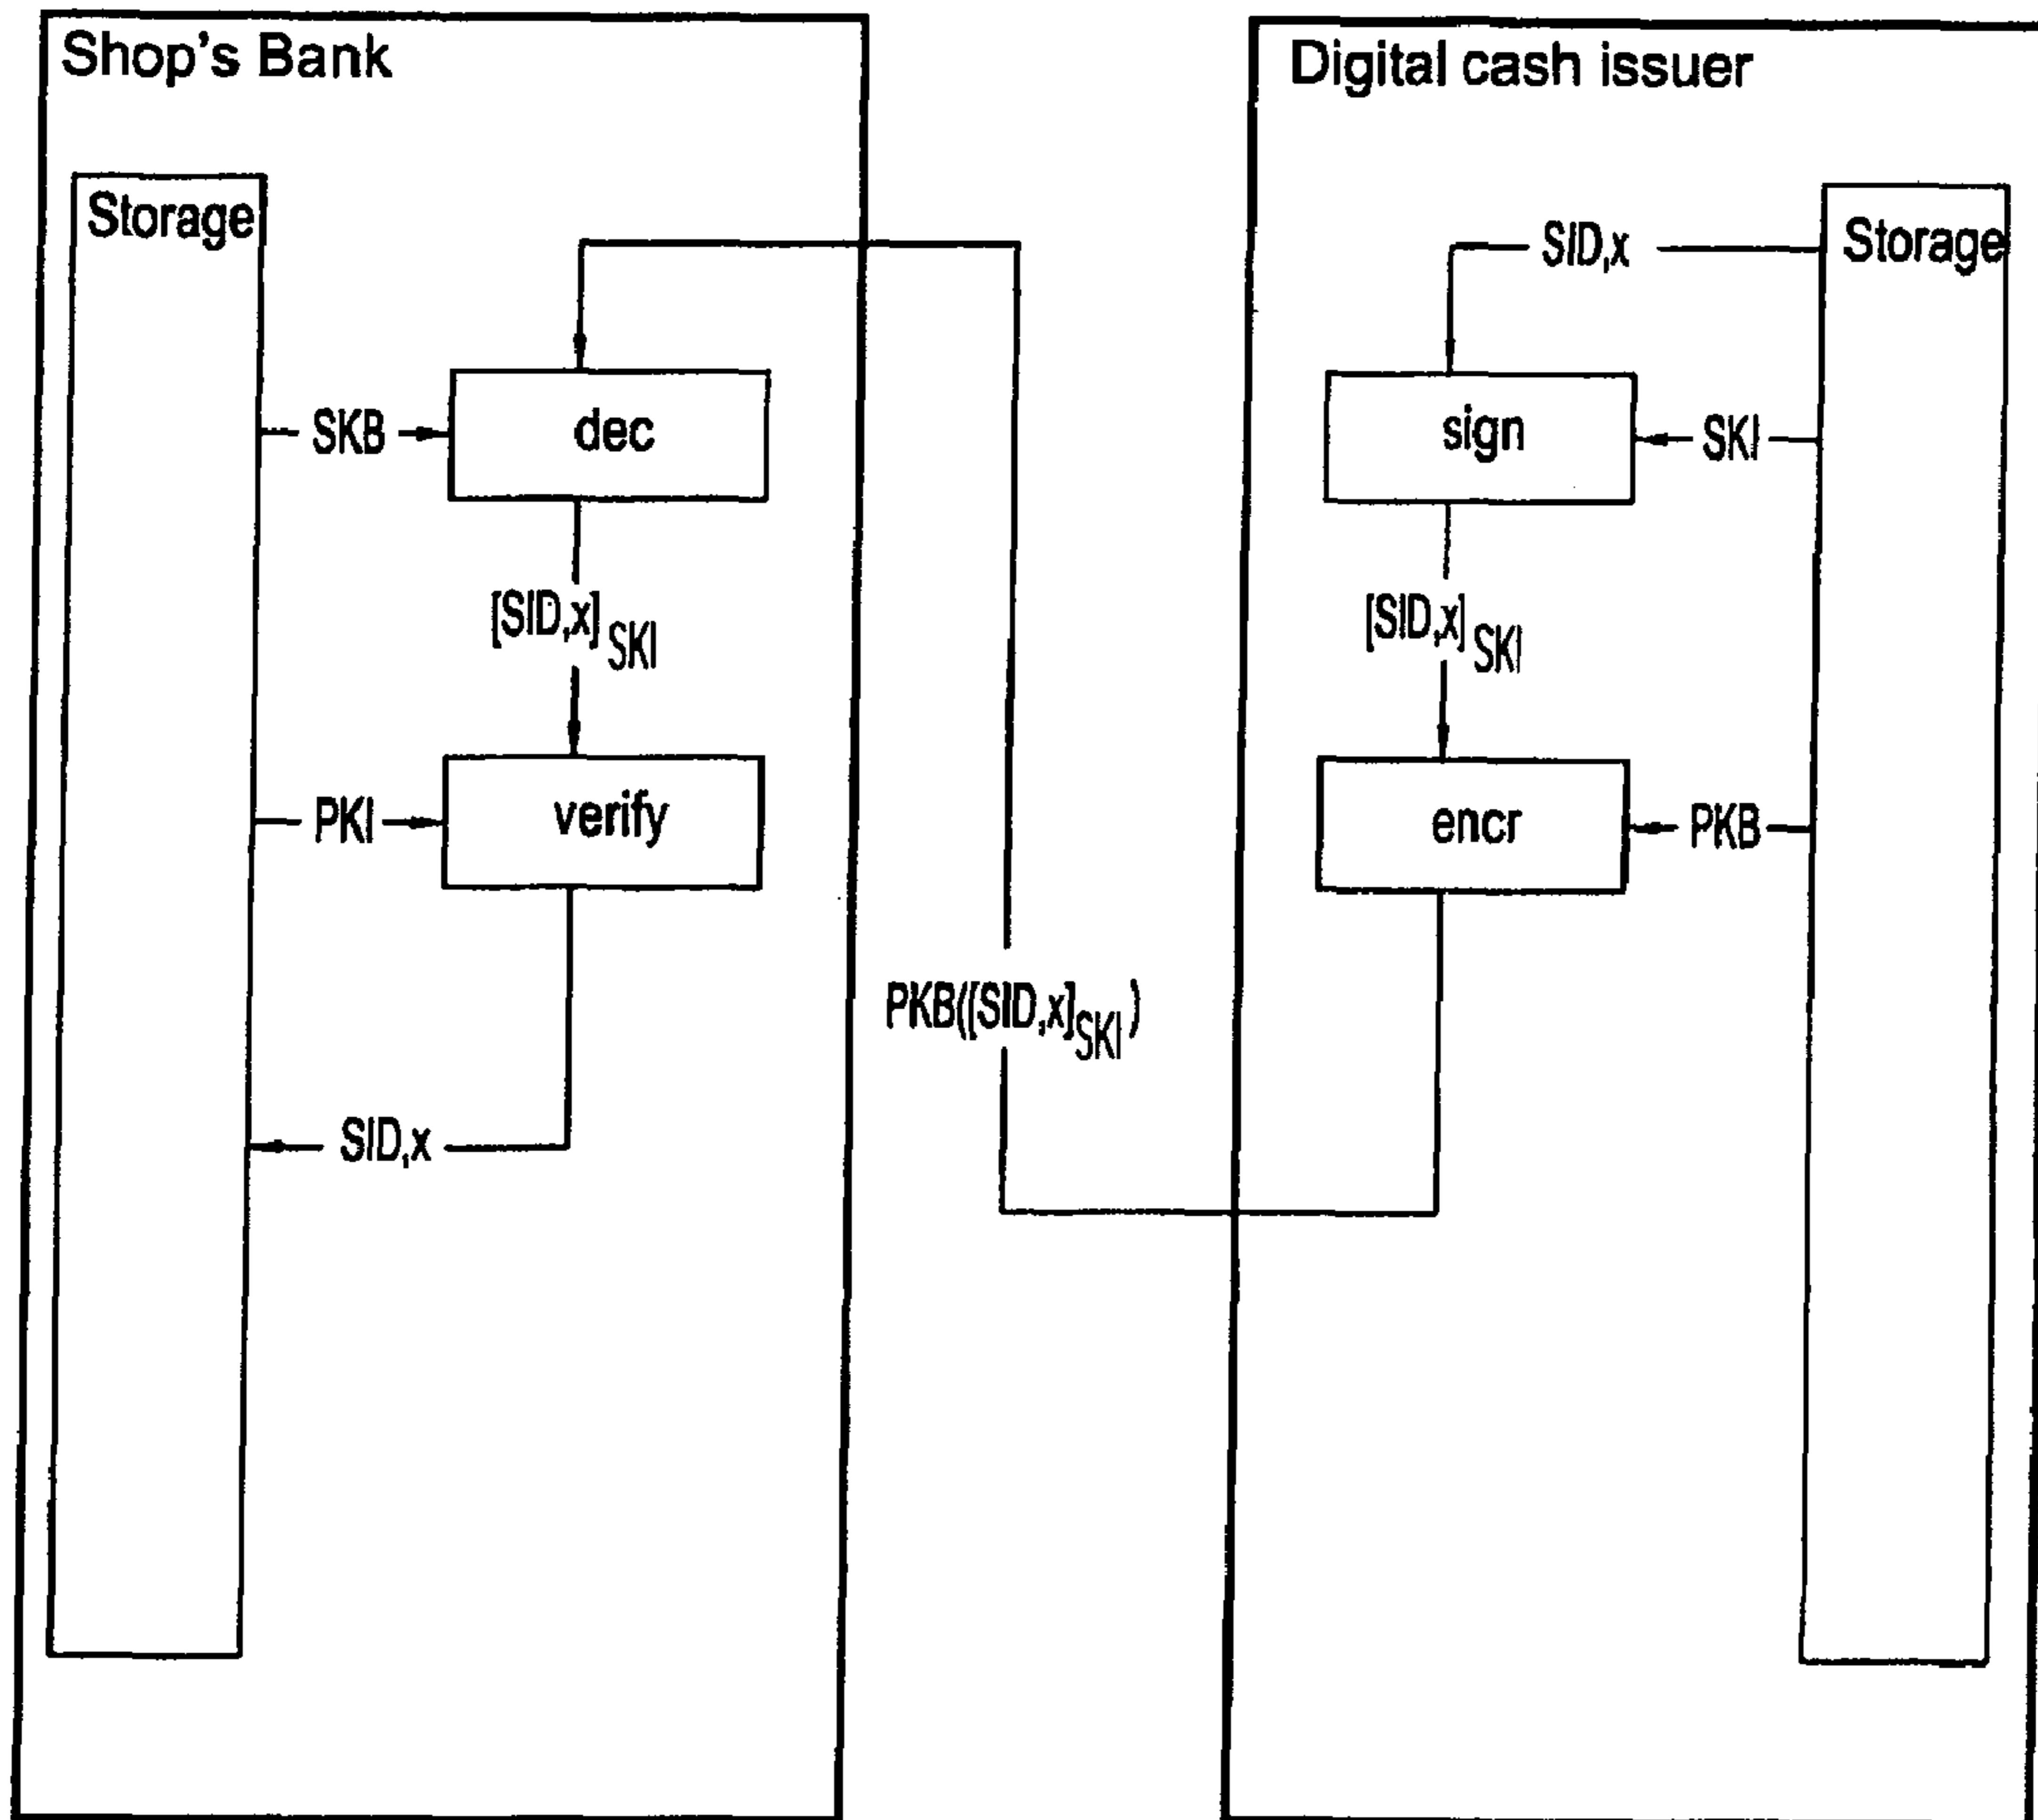 Shop's Bank
Storage
SKB
dec
[SID,x]SKI
PKI
verify
SID,x
PKB([SID,x]SKI)
Digital cash issuer
Storage
SID,x
sign
SKI
[SID,x]SKI
encr
PKB